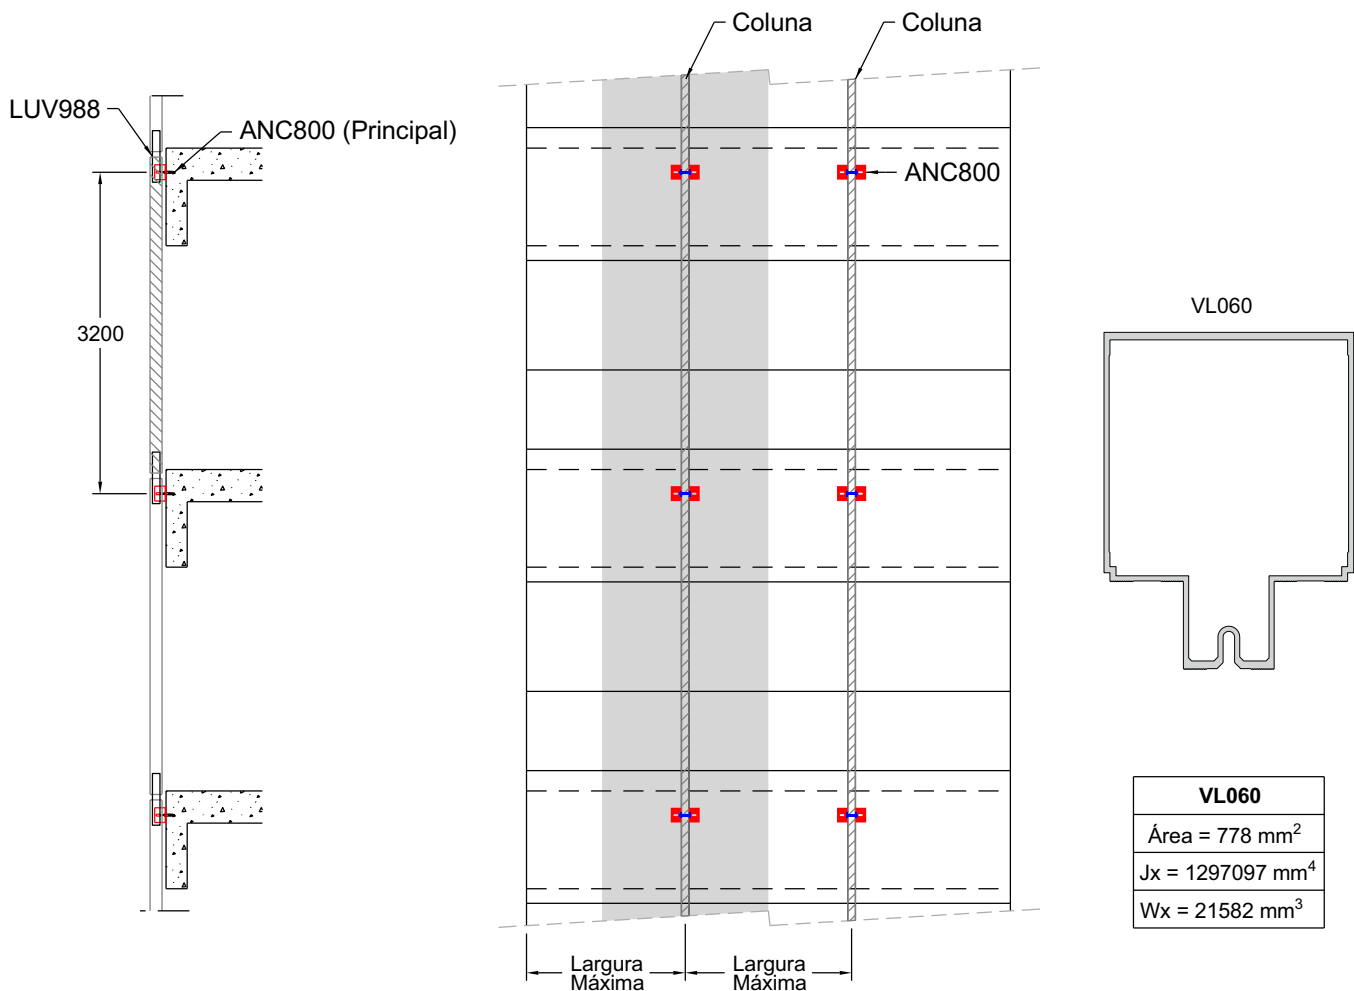 Coluna
Coluna
LUV988
ANC800 (Principal)
ANC800
3200
VL060
VL060
Área = 778 mm²
Jx = 1297097 mm⁴
Wx = 21582 mm³
Largura
Máxima
Largura
Máxima